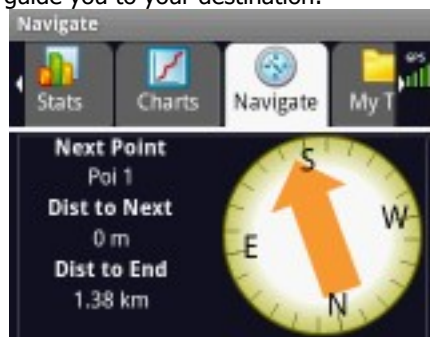 guide you to your destination.
Navigate
Stats Charts Navigate My T
GPS
Next Point
Poi 1
Dist to Next
0 m
Dist to End
1.38 km
S
W
E
N